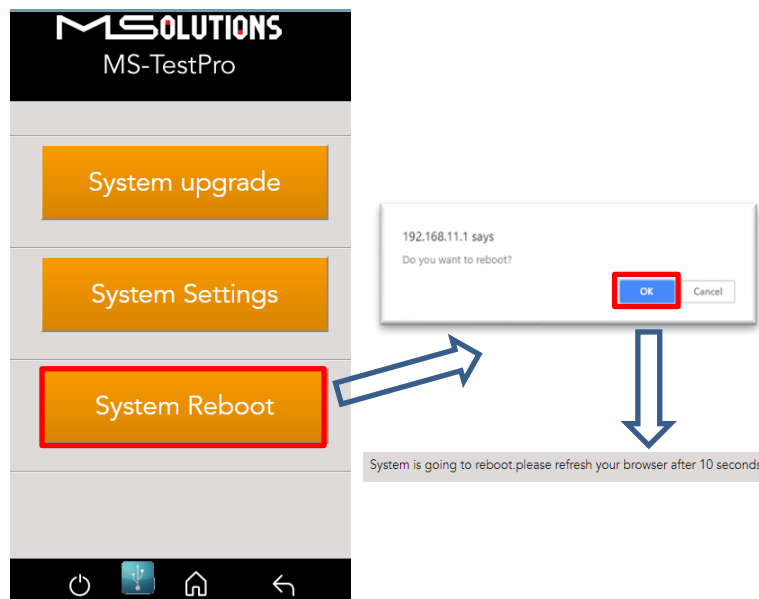 MSOLUTIONS
MS-TestPro
System upgrade
System Settings
System Reboot
192.168.11.1 says
Do you want to reboot?
OK
Cancel
System is going to reboot.please refresh your browser after 10 seconds